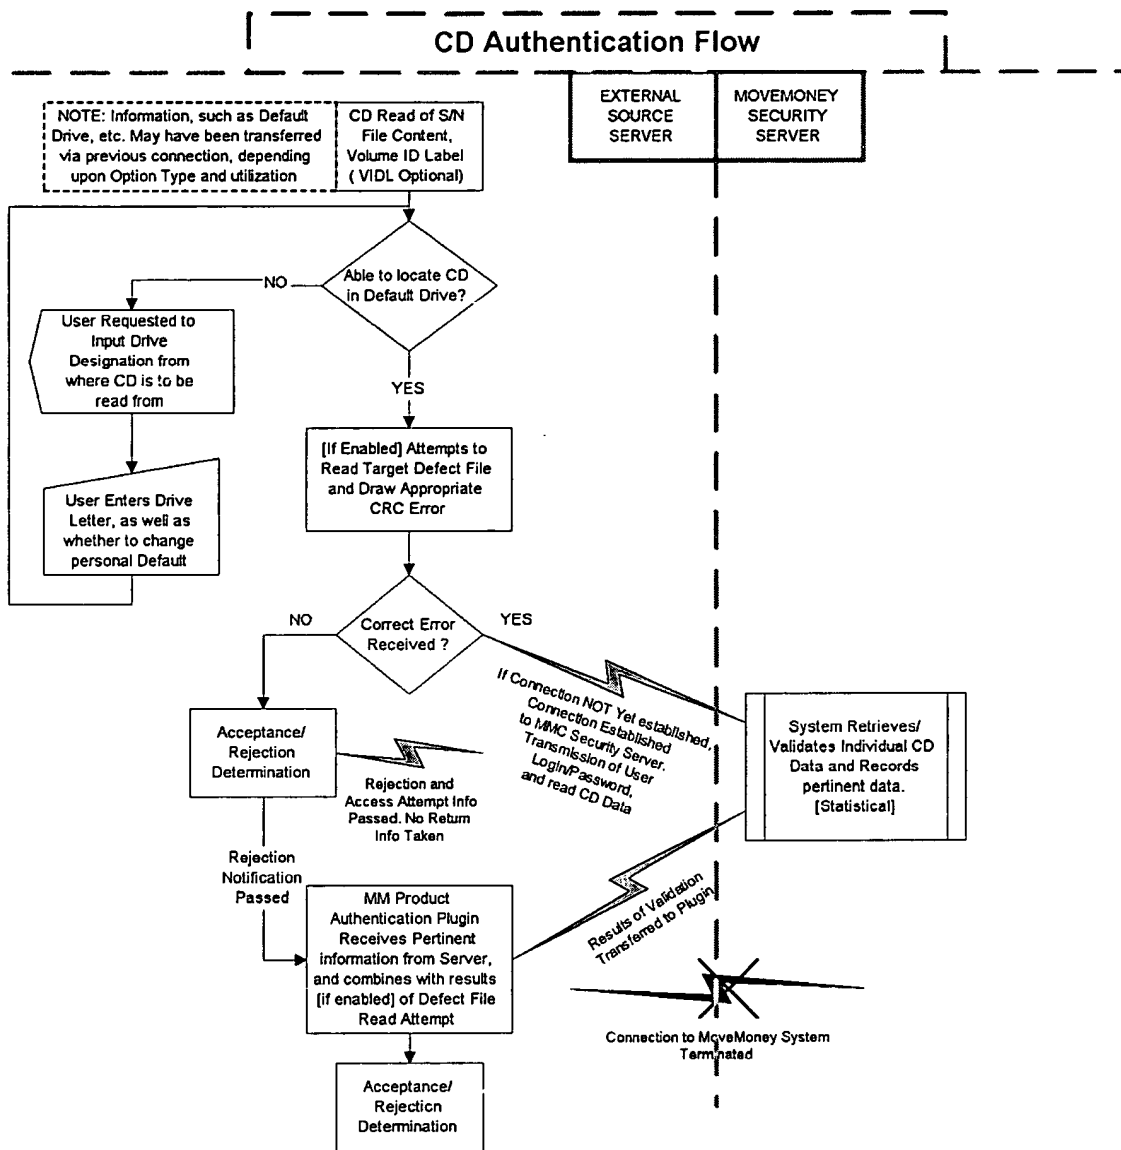 CD Authentication Flow
EXTERNAL
SOURCE
SERVER
MOVEMONEY
SECURITY
SERVER
NOTE: Information, such as Default
Drive, etc. May have been transferred
via previous connection, depending
upon Option Type and utilization
CD Read of S/N
File Content,
Volume ID Label
( VIDL Optional)
Able to locate CD
in Default Drive?
NO
User Requested to
Input Drive
Designation from
where CD is to be
read from
YES
[If Enabled] Attempts to
Read Target Defect File
and Draw Appropriate
CRC Error
User Enters Drive
Letter, as well as
whether to change
personal Default
NO
Correct Error
Received ?
YES
If Connection NOT Yet established,
Connection Established
to MMC Security Server.
Transmission of User
Login/Password,
and read CD Data
System Retrieves/
Validates Individual CD
Data and Records
pertinent data.
[Statistical]
Acceptance/
Rejection
Determination
Rejection and
Access Attempt Info
Passed. No Return
Info Taken
Rejection
Notification
Passed
MM Product
Authentication Plugin
Receives Pertinent
information from Server,
and combines with results
[if enabled] of Defect File
Read Attempt
Results of Validation
Transferred to Plugin
Connection to MoveMoney System
Terminated
Acceptance/
Rejection
Determination